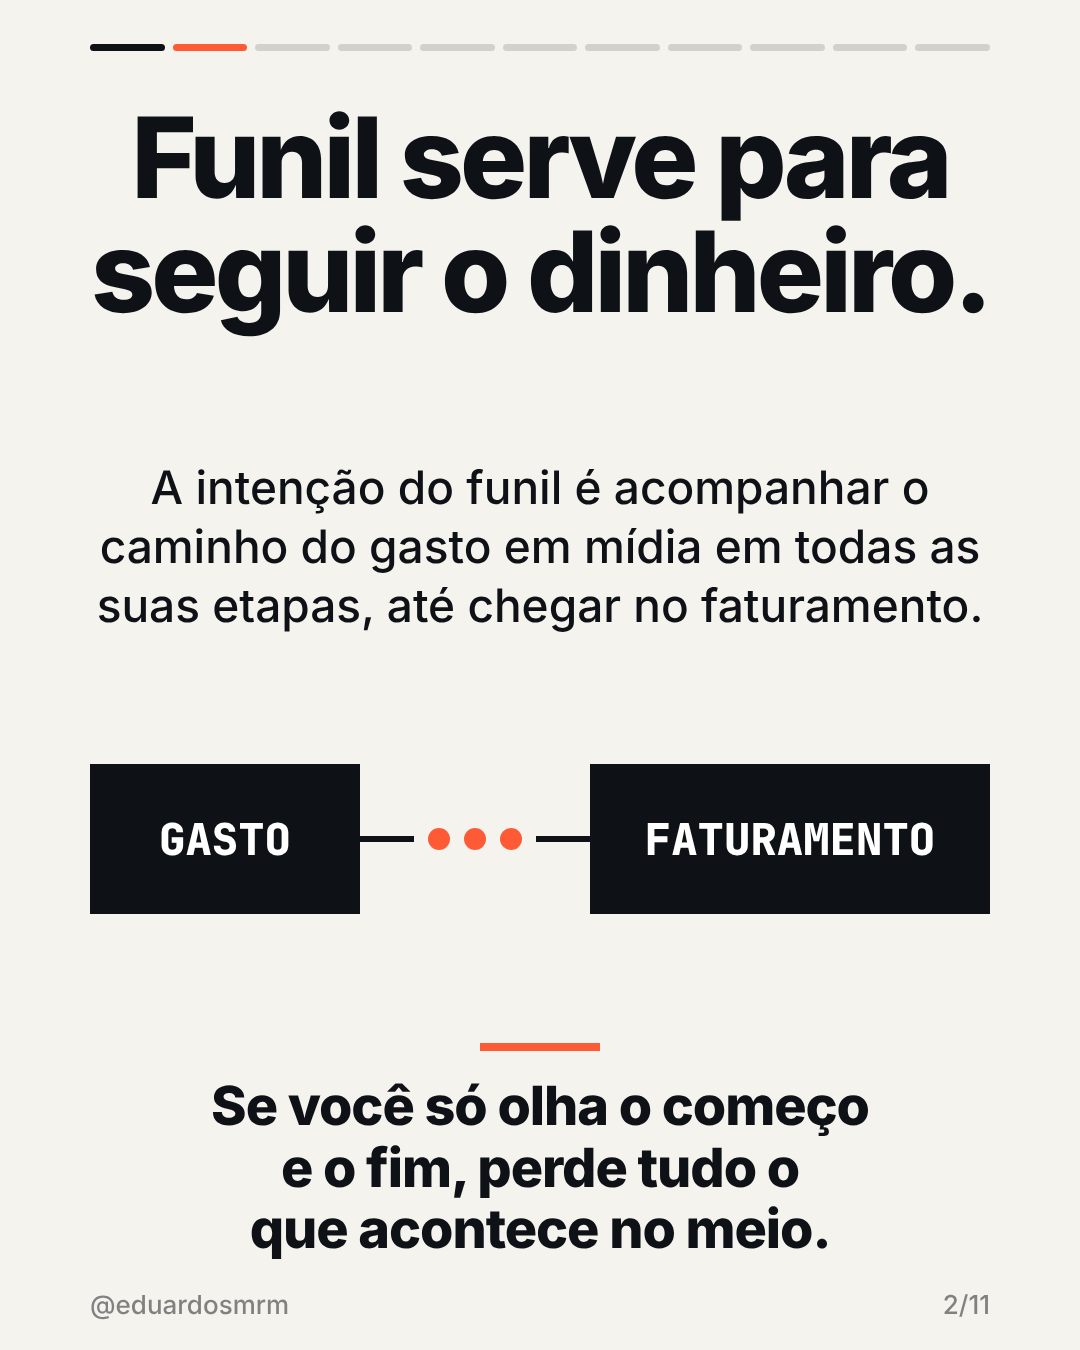 Funil serve para
seguir o dinheiro.
A intenção do funil é acompanhar o
caminho do gasto em mídia em todas as
suas etapas, até chegar no faturamento.
GASTO
FATURAMENTO
Se você só olha o começo
e o fim, perde tudo o
que acontece no meio.
@eduardosmrm
2/11